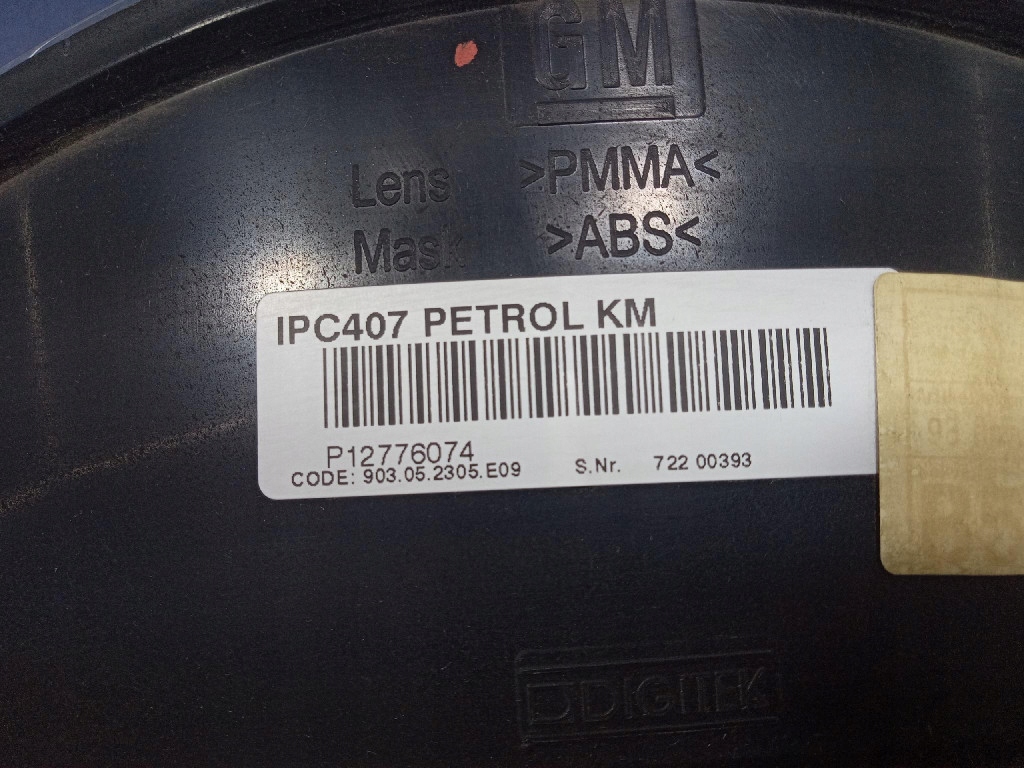 GM
Lens >PMMA<
Mask >ABS<
IPC407 PETROL KM
P12776074
CODE: 903.05.2305.E09 S.Nr. 722 00393
DIGITEK